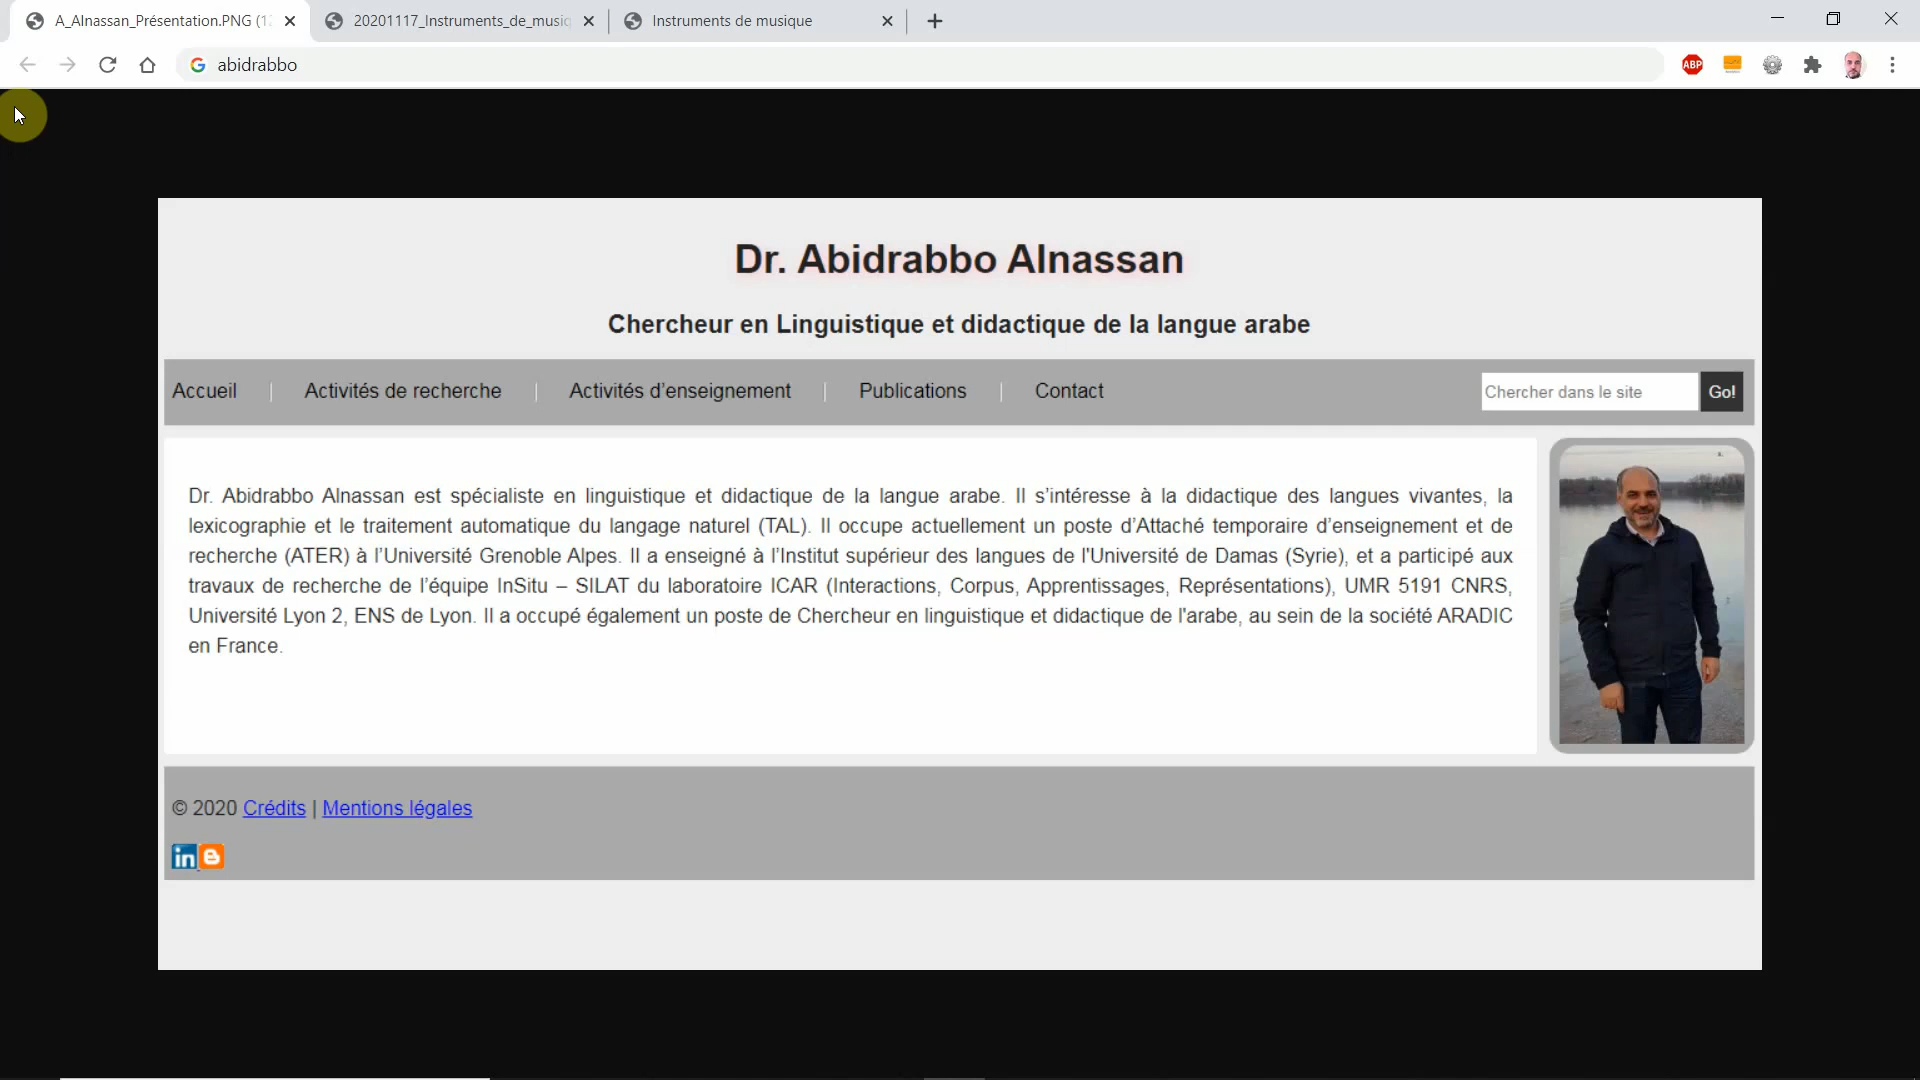 A_Alnassan_Présentation.PNG (12
20201117_Instruments_de_musiq
Instruments de musique
abidrabbo
ABP
Dr. Abidrabbo Alnassan
Chercheur en Linguistique et didactique de la langue arabe
Accueil | Activités de recherche | Activités d’enseignement | Publications | Contact
Chercher dans le site Go!
Dr. Abidrabbo Alnassan est spécialiste en linguistique et didactique de la langue arabe. Il s’intéresse à la didactique des langues vivantes, la
lexicographie et le traitement automatique du langage naturel (TAL). Il occupe actuellement un poste d’Attaché temporaire d’enseignement et de
recherche (ATER) à l’Université Grenoble Alpes. Il a enseigné à l’Institut supérieur des langues de l'Université de Damas (Syrie), et a participé aux
travaux de recherche de l’équipe InSitu – SILAT du laboratoire ICAR (Interactions, Corpus, Apprentissages, Représentations), UMR 5191 CNRS,
Université Lyon 2, ENS de Lyon. Il a occupé également un poste de Chercheur en linguistique et didactique de l'arabe, au sein de la société ARADIC
en France.
© 2020 Crédits | Mentions légales
in